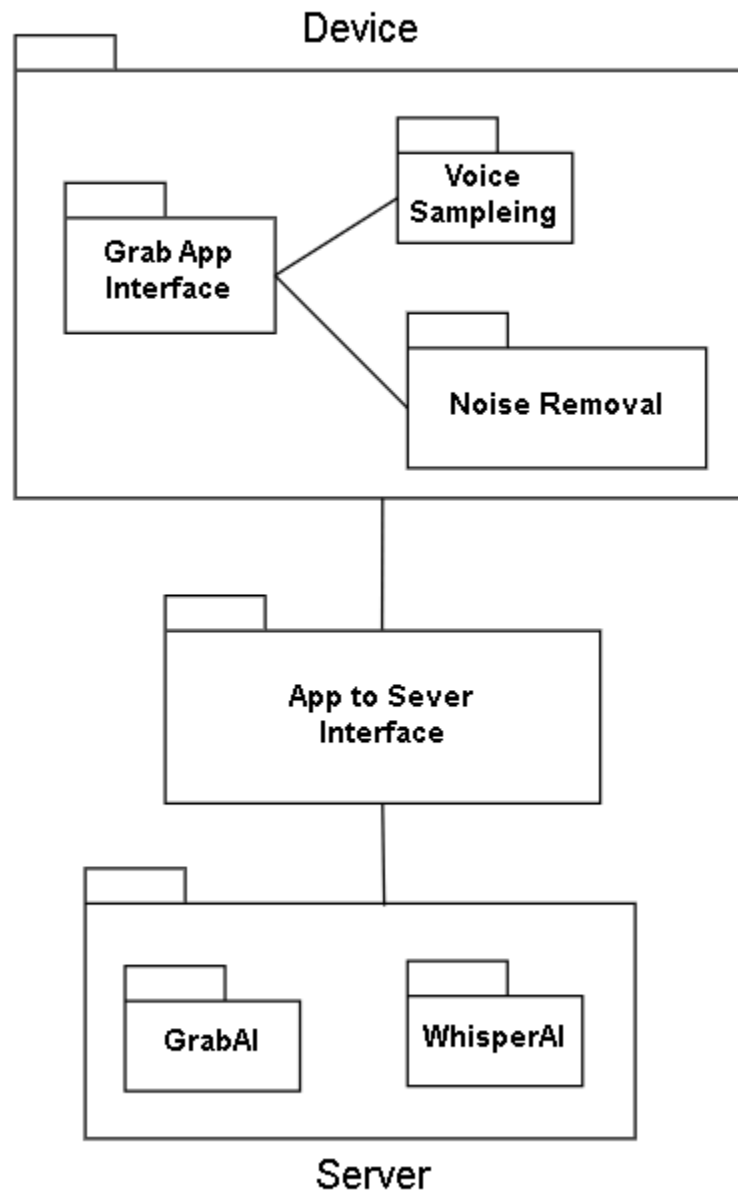 Device
Voice
Sampleing
Grab App
Interface
Noise Removal
App to Sever
Interface
GrabAI
WhisperAI
Server